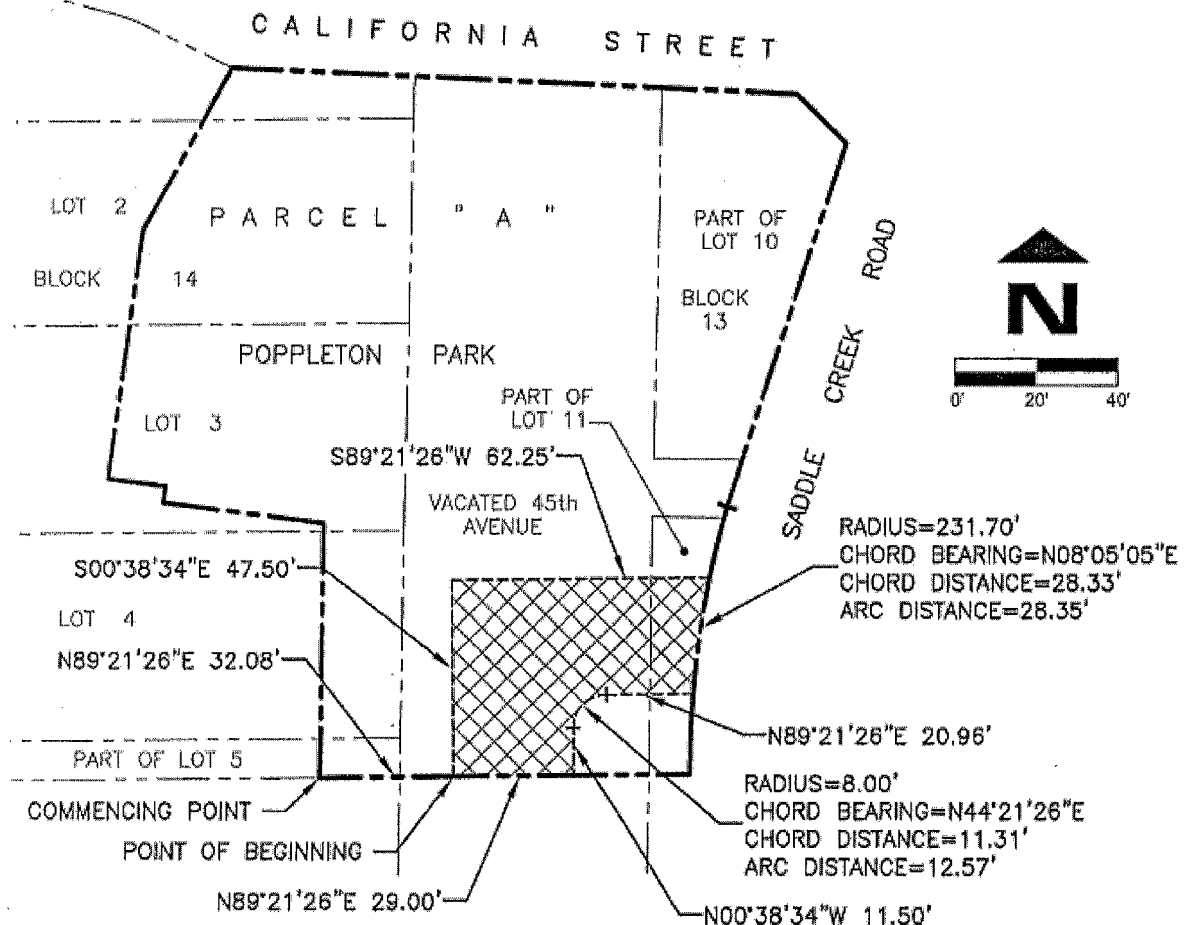 CALIFORNIA STREET
LOT 2
PARCEL "A"
PART OF
LOT 10
BLOCK 14
BLOCK
13
SADDLE CREEK ROAD
N
0' 20' 40'
POPPLETON PARK
LOT 3
PART OF
LOT 11
S89°21'26"W 62.25'
VACATED 45th
AVENUE
RADIUS=231.70'
CHORD BEARING=N08°05'05"E
CHORD DISTANCE=28.33'
ARC DISTANCE=28.35'
S00°38'34"E 47.50'
LOT 4
N89°21'26"E 32.08'
PART OF LOT 5
N89°21'26"E 20.96'
COMMENCING POINT
RADIUS=8.00'
CHORD BEARING=N44°21'26"E
CHORD DISTANCE=11.31'
ARC DISTANCE=12.57'
POINT OF BEGINNING
N89°21'26"E 29.00'
N00°38'34"W 11.50'